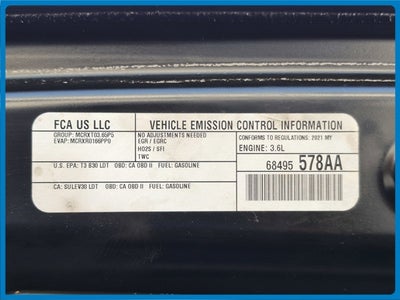 FCA US LLC
VEHICLE EMISSION CONTROL INFORMATION
GROUP: MCRXT03.65P5
EVAP: MCRXR0166PP0
NO ADJUSTMENTS NEEDED
EGR / EGRC
HO2S / SFI
TWC
CONFORMS TO REGULATIONS: 2021 MY
ENGINE: 3.6L
68495 578AA
U.S. EPA: T3 B30 LDT OBD: CA OBD II FUEL: GASOLINE
CA: SULEV30 LDT OBD: CA OBD II FUEL: GASOLINE